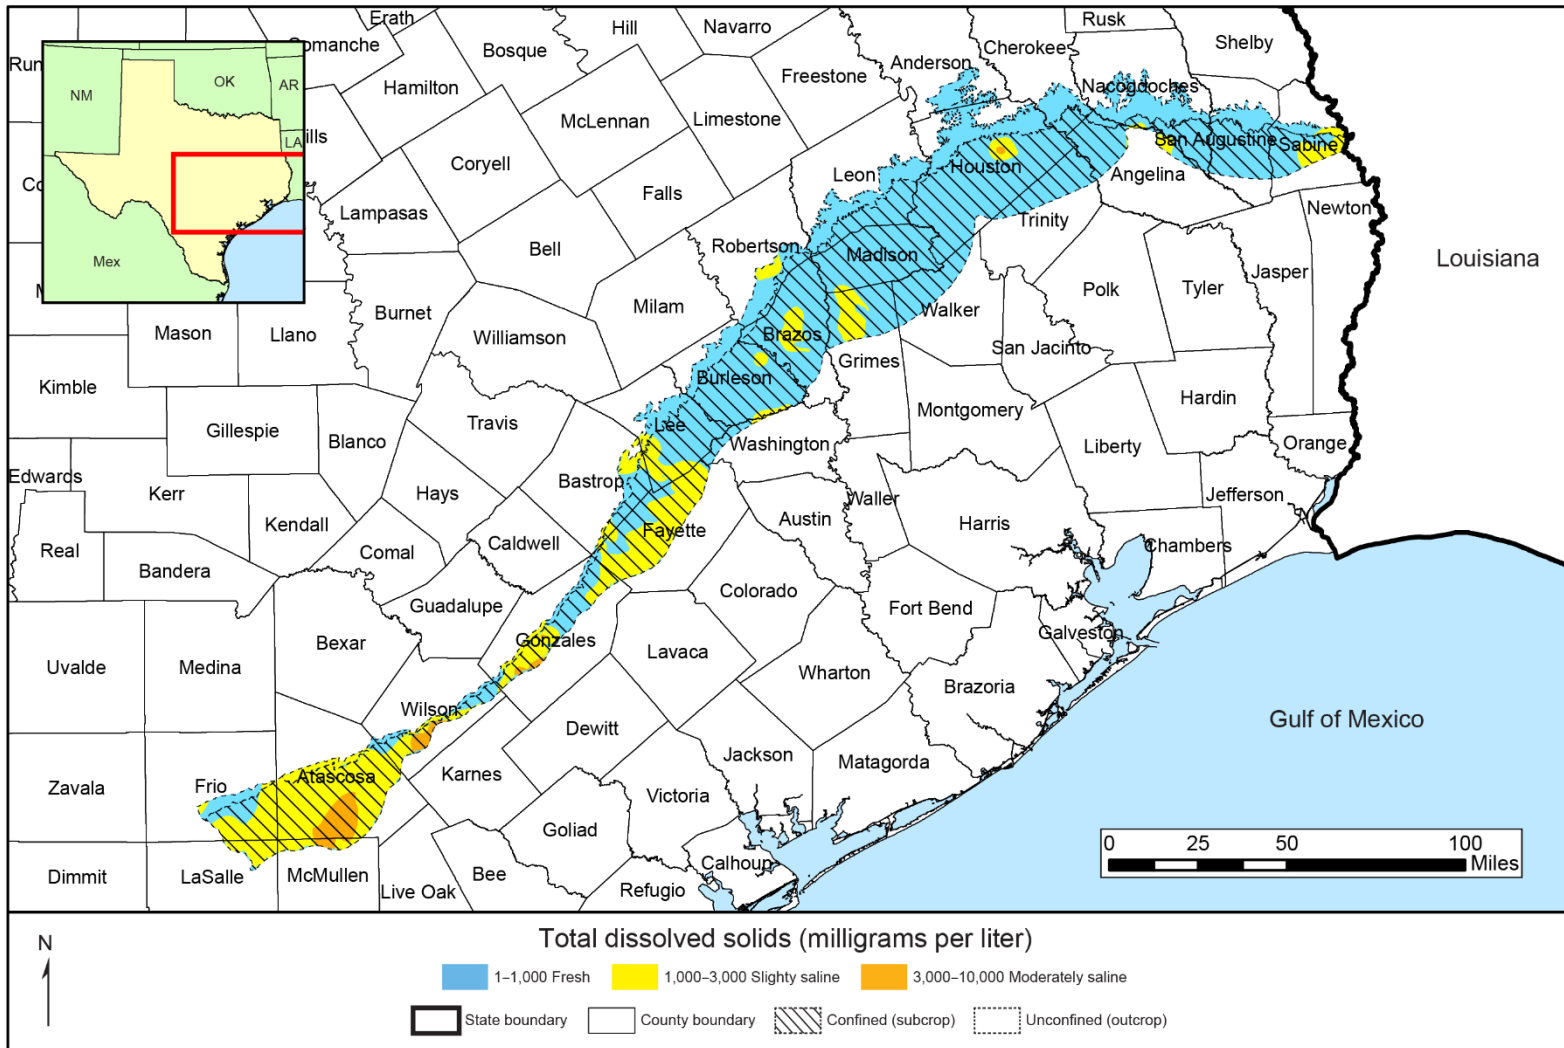 Erath
Hill
Navarro
Rusk
Comanche
Bosque
Cherokee
Shelby
Run
Anderson
Freestone
Hamilton
Nacogdoches
NM
OK
AR
McLennan
Limestone
LA
ills
Coryell
San Augustine
Sabine
Houston
Leon
Angelina
Co
Falls
Newton
Lampasas
Trinity
Robertson
Bell
Madison
Louisiana
Mex
Jasper
M
Polk
Tyler
Milam
Burnet
Walker
Mason
Llano
Williamson
Brazos
San Jacinto
Grimes
Kimble
Burleson
Hardin
Montgomery
Travis
Lee
Gillespie
Blanco
Washington
Liberty
Orange
Edwards
Bastrop
Kerr
Hays
Waller
Jefferson
Kendall
Austin
Harris
Fayette
Caldwell
Real
Comal
Chambers
Bandera
Colorado
Guadalupe
Fort Bend
Galveston
Gonzales
Bexar
Lavaca
Uvalde
Medina
Wharton
Brazoria
Wilson
Gulf of Mexico
Dewitt
Jackson
Matagorda
Karnes
Atascosa
Frio
Zavala
Victoria
Goliad
0 25 50 100
Miles
Calhoun
Dimmit
LaSalle
McMullen
Bee
Live Oak
Refugio
N
Total dissolved solids (milligrams per liter)
1–1,000 Fresh
1,000–3,000 Slighty saline
3,000–10,000 Moderately saline
State boundary
County boundary
Confined (subcrop)
Unconfined (outcrop)